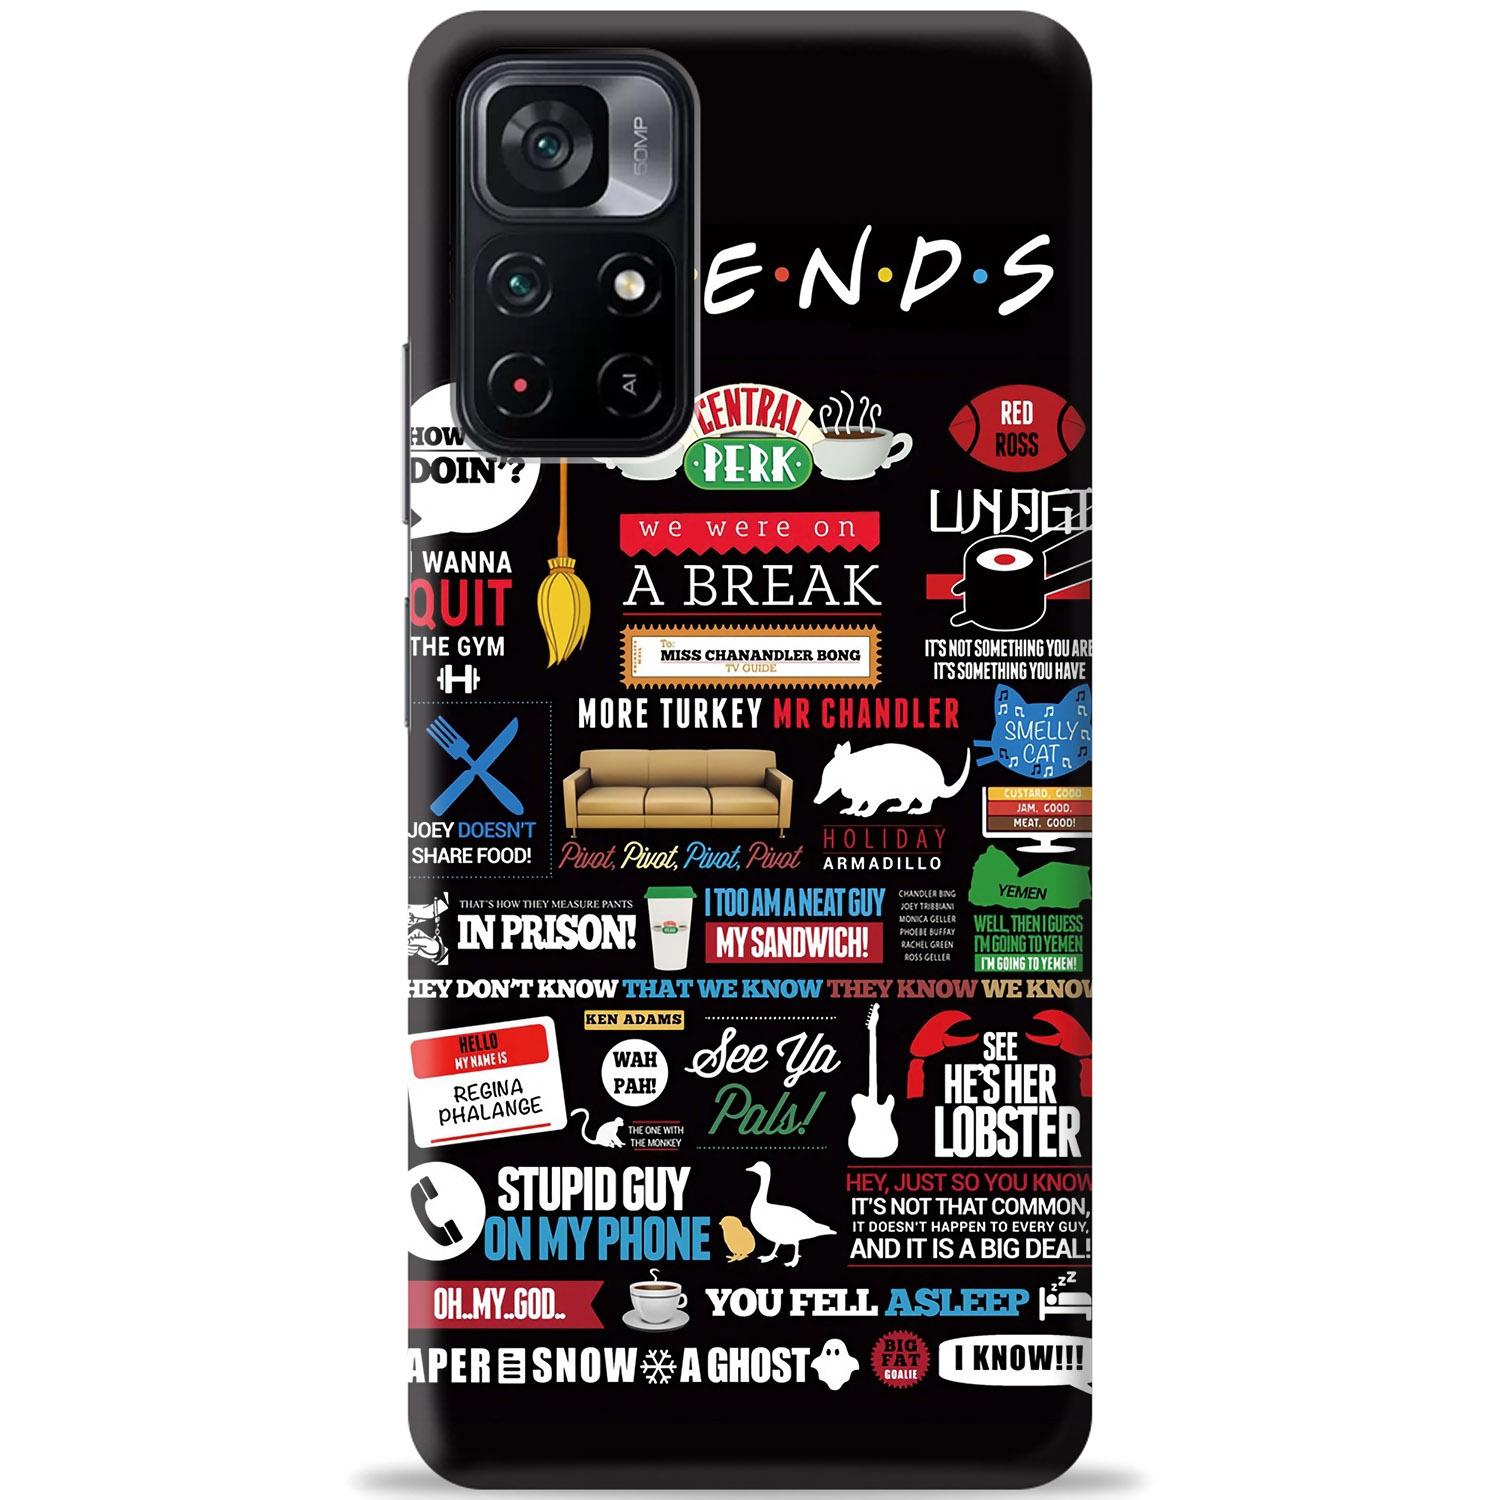 50MP
AI
E·N·D·S
CENTRAL
·PERK·
RED
ROSS
HOW
DOIN'?
we were on
A BREAK
UNAGI
I WANNA
QUIT
THE GYM
To:
MISS CHANANDLER BONG
TV GUIDE
IT'S NOT SOMETHING YOU ARE
IT'S SOMETHING YOU HAVE
MORE TURKEY MR CHANDLER
SMELLY
CAT
CUSTARD, GOOD.
JAM, GOOD.
MEAT, GOOD!
JOEY DOESN'T
SHARE FOOD!
Pivot, Pivot, Pivot, Pivot
HOLIDAY
ARMADILLO
YEMEN
WELL, THEN I GUESS
I'M GOING TO YEMEN
I'M GOING TO YEMEN!
THAT'S HOW THEY MEASURE PANTS
IN PRISON!
I TOO AM A NEAT GUY
MY SANDWICH!
CHANDLER BING
JOEY TRIBBIANI
MONICA GELLER
PHOEBE BUFFAY
RACHEL GREEN
ROSS GELLER
HEY DON'T KNOW THAT WE KNOW THEY KNOW WE KNOW
HELLO
MY NAME IS
REGINA
PHALANGE
KEN ADAMS
WAH
PAH!
THE ONE WITH
THE MONKEY
See Ya
Pals!
SEE
HE'S HER
LOBSTER
STUPID GUY
ON MY PHONE
HEY, JUST SO YOU KNOW
IT'S NOT THAT COMMON,
IT DOESN'T HAPPEN TO EVERY GUY,
AND IT IS A BIG DEAL!
OH..MY..GOD..
YOU FELL ASLEEP
zzZ
APER SNOW A GHOST
BIG
FAT
GOALIE
I KNOW!!!